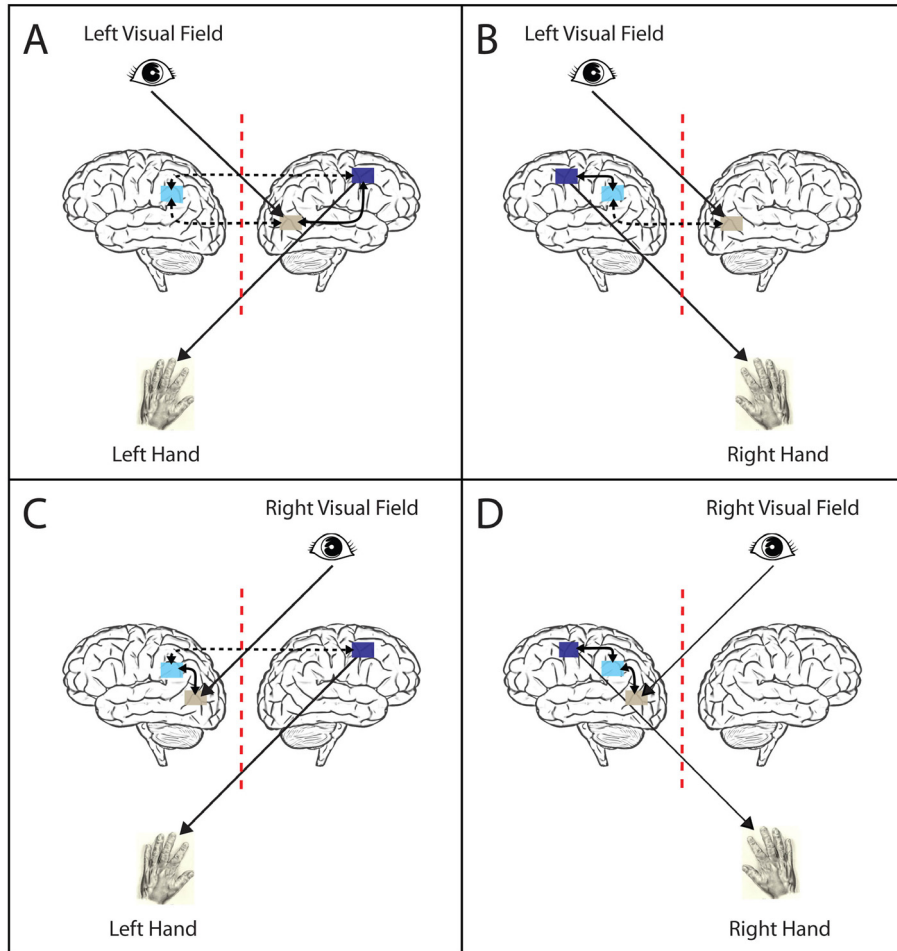 A
Left Visual Field
B
Left Visual Field
Left Hand
Right Hand
C
Right Visual Field
D
Right Visual Field
Left Hand
Right Hand